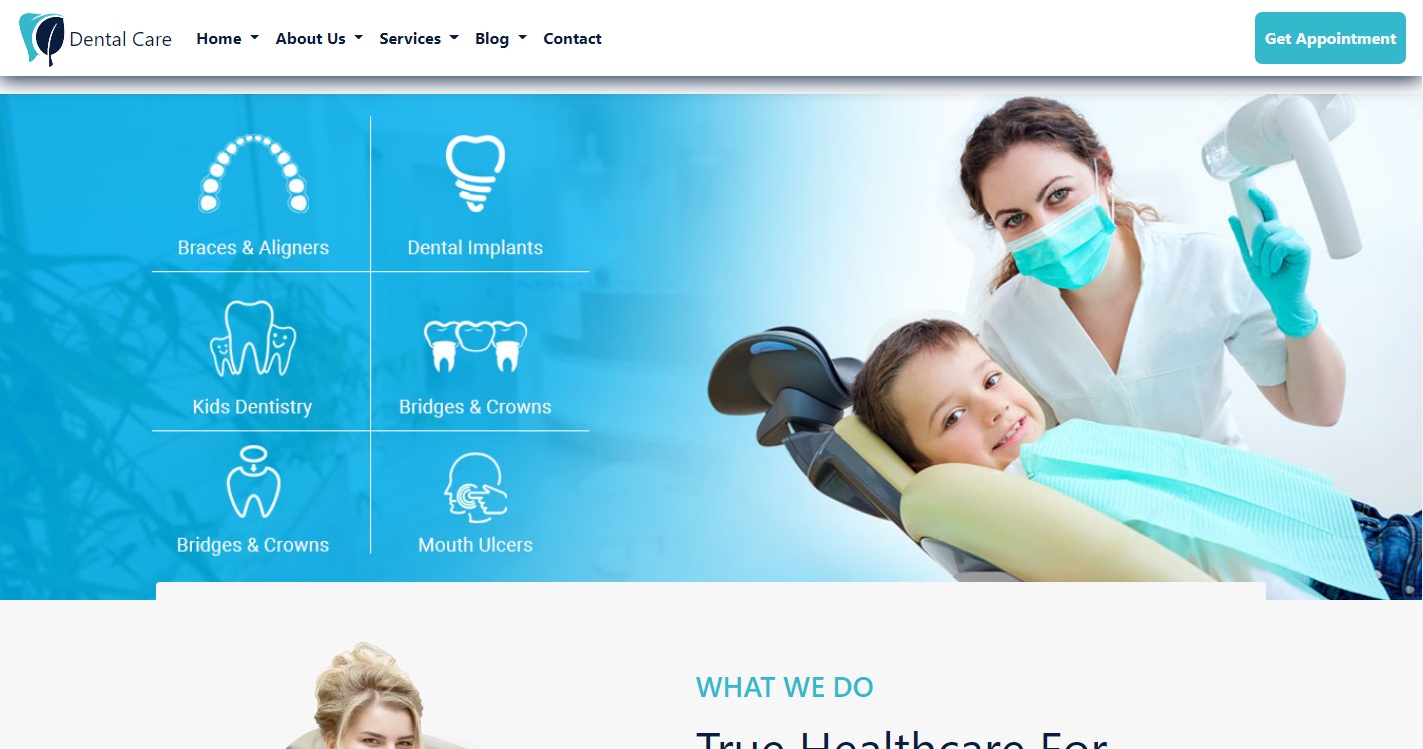 Dental Care Home About Us Services Blog Contact Get Appointment
Braces & Aligners Dental Implants
Kids Dentistry Bridges & Crowns
Bridges & Crowns Mouth Ulcers
WHAT WE DO
True Healthcare For